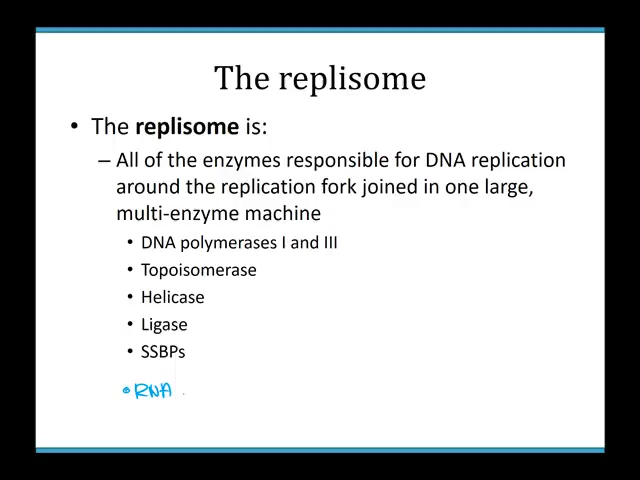 The replisome
• The replisome is:
– All of the enzymes responsible for DNA replication
around the replication fork joined in one large,
multi-enzyme machine
• DNA polymerases I and III
• Topoisomerase
• Helicase
• Ligase
• SSBPs
• RNA